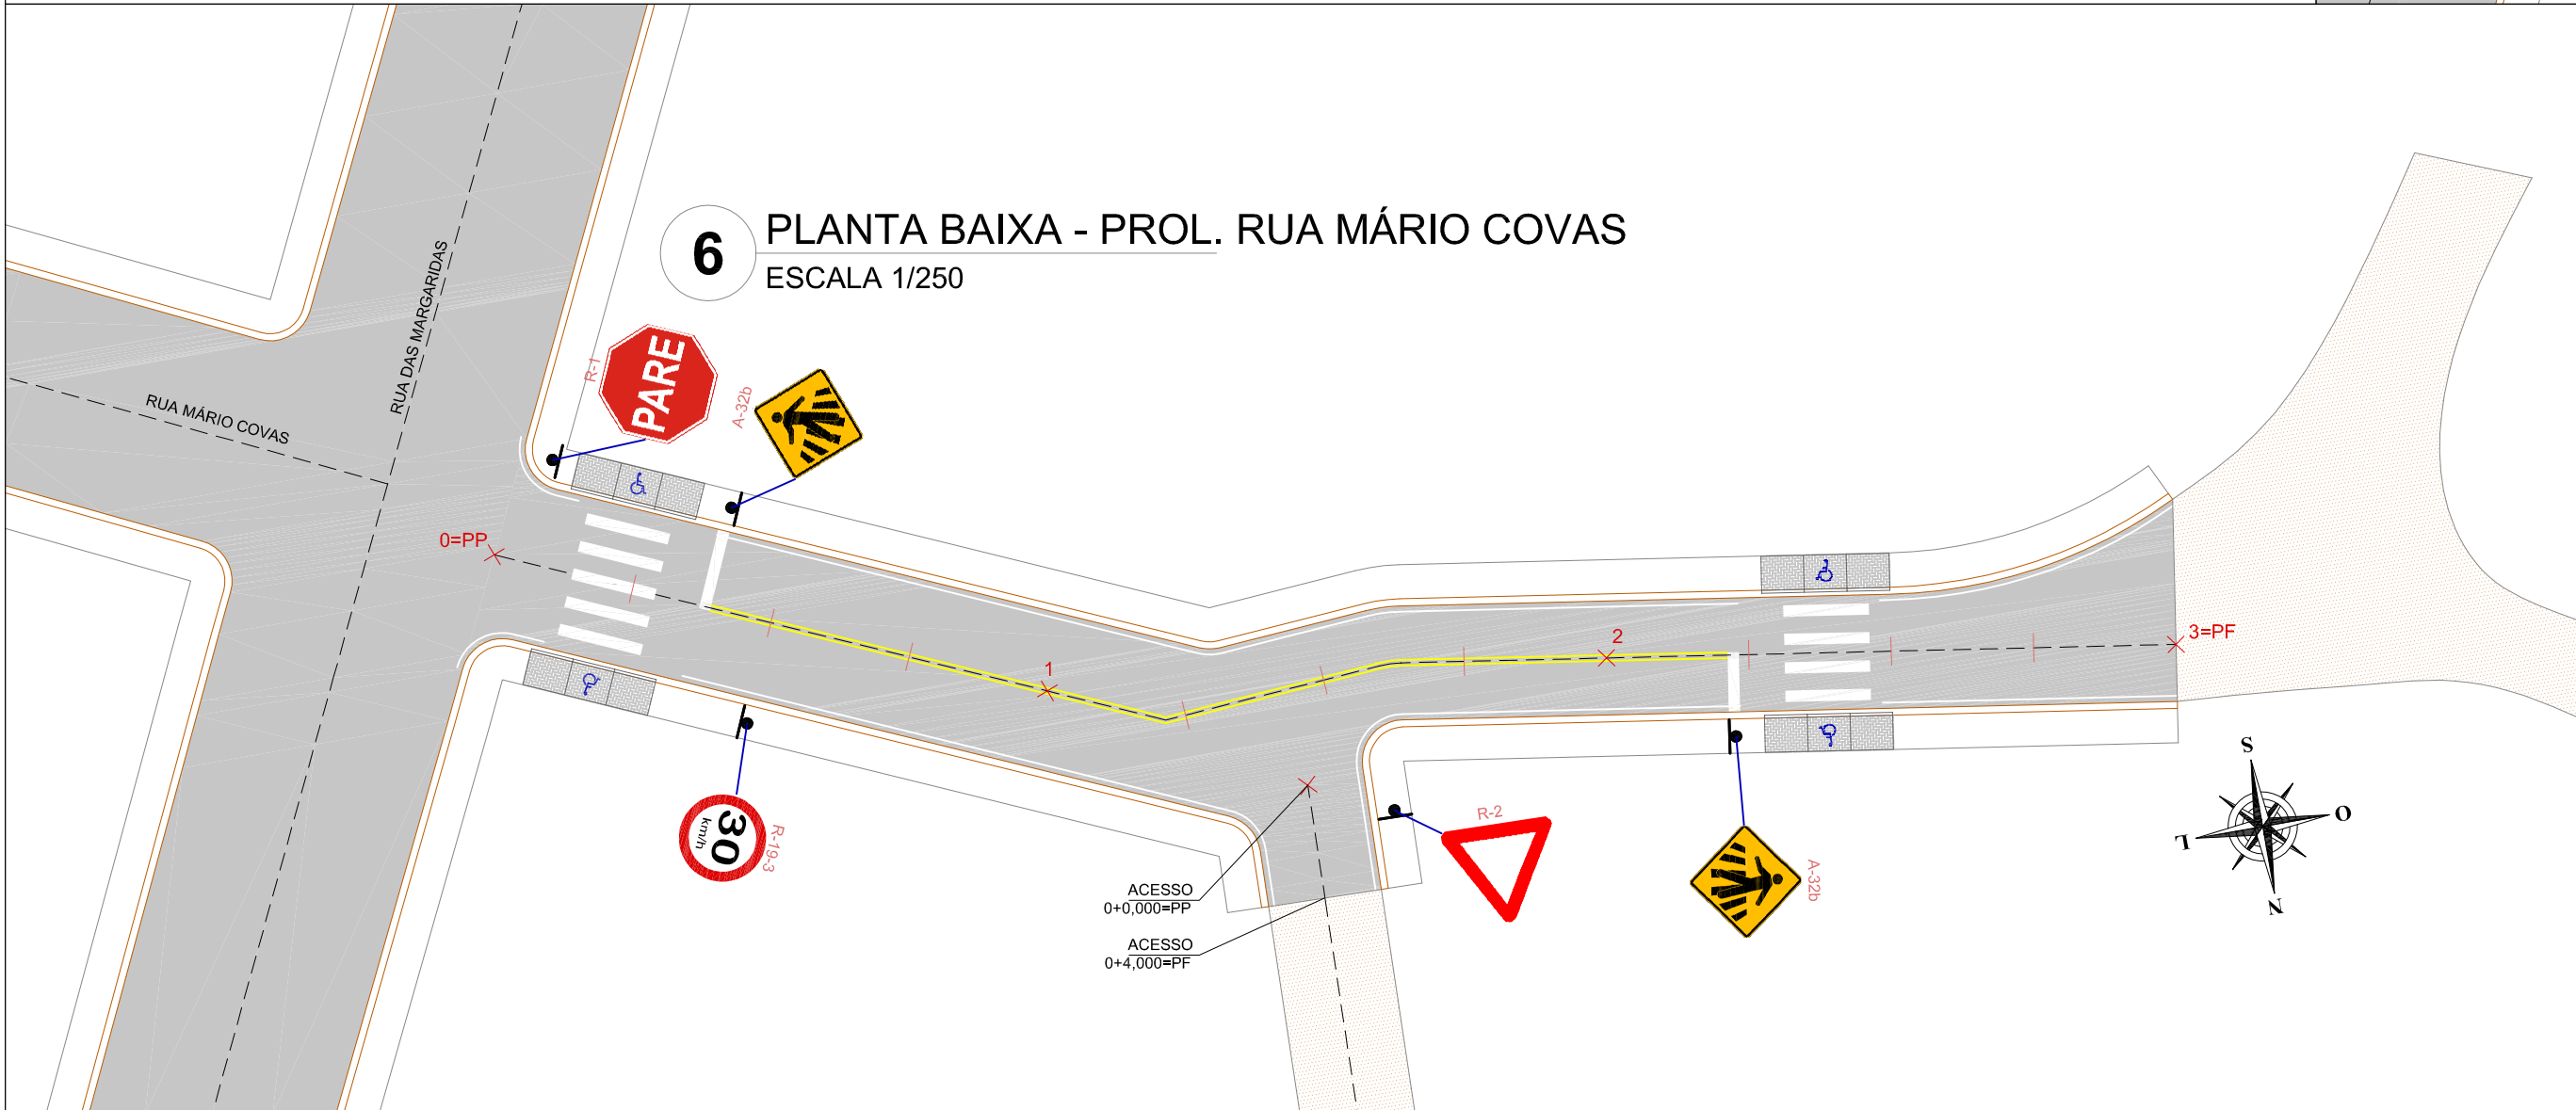 6
PLANTA BAIXA - PROL. RUA MÁRIO COVAS
ESCALA 1/250
RUA DAS MARGARIDAS
RUA MÁRIO COVAS
R-1
PARE
A-32b
0=PP
1
2
3=PF
30
km/h
R-19-3
ACESSO
0+0,000=PP
ACESSO
0+4,000=PF
R-2
A-32b
S
O
L
N